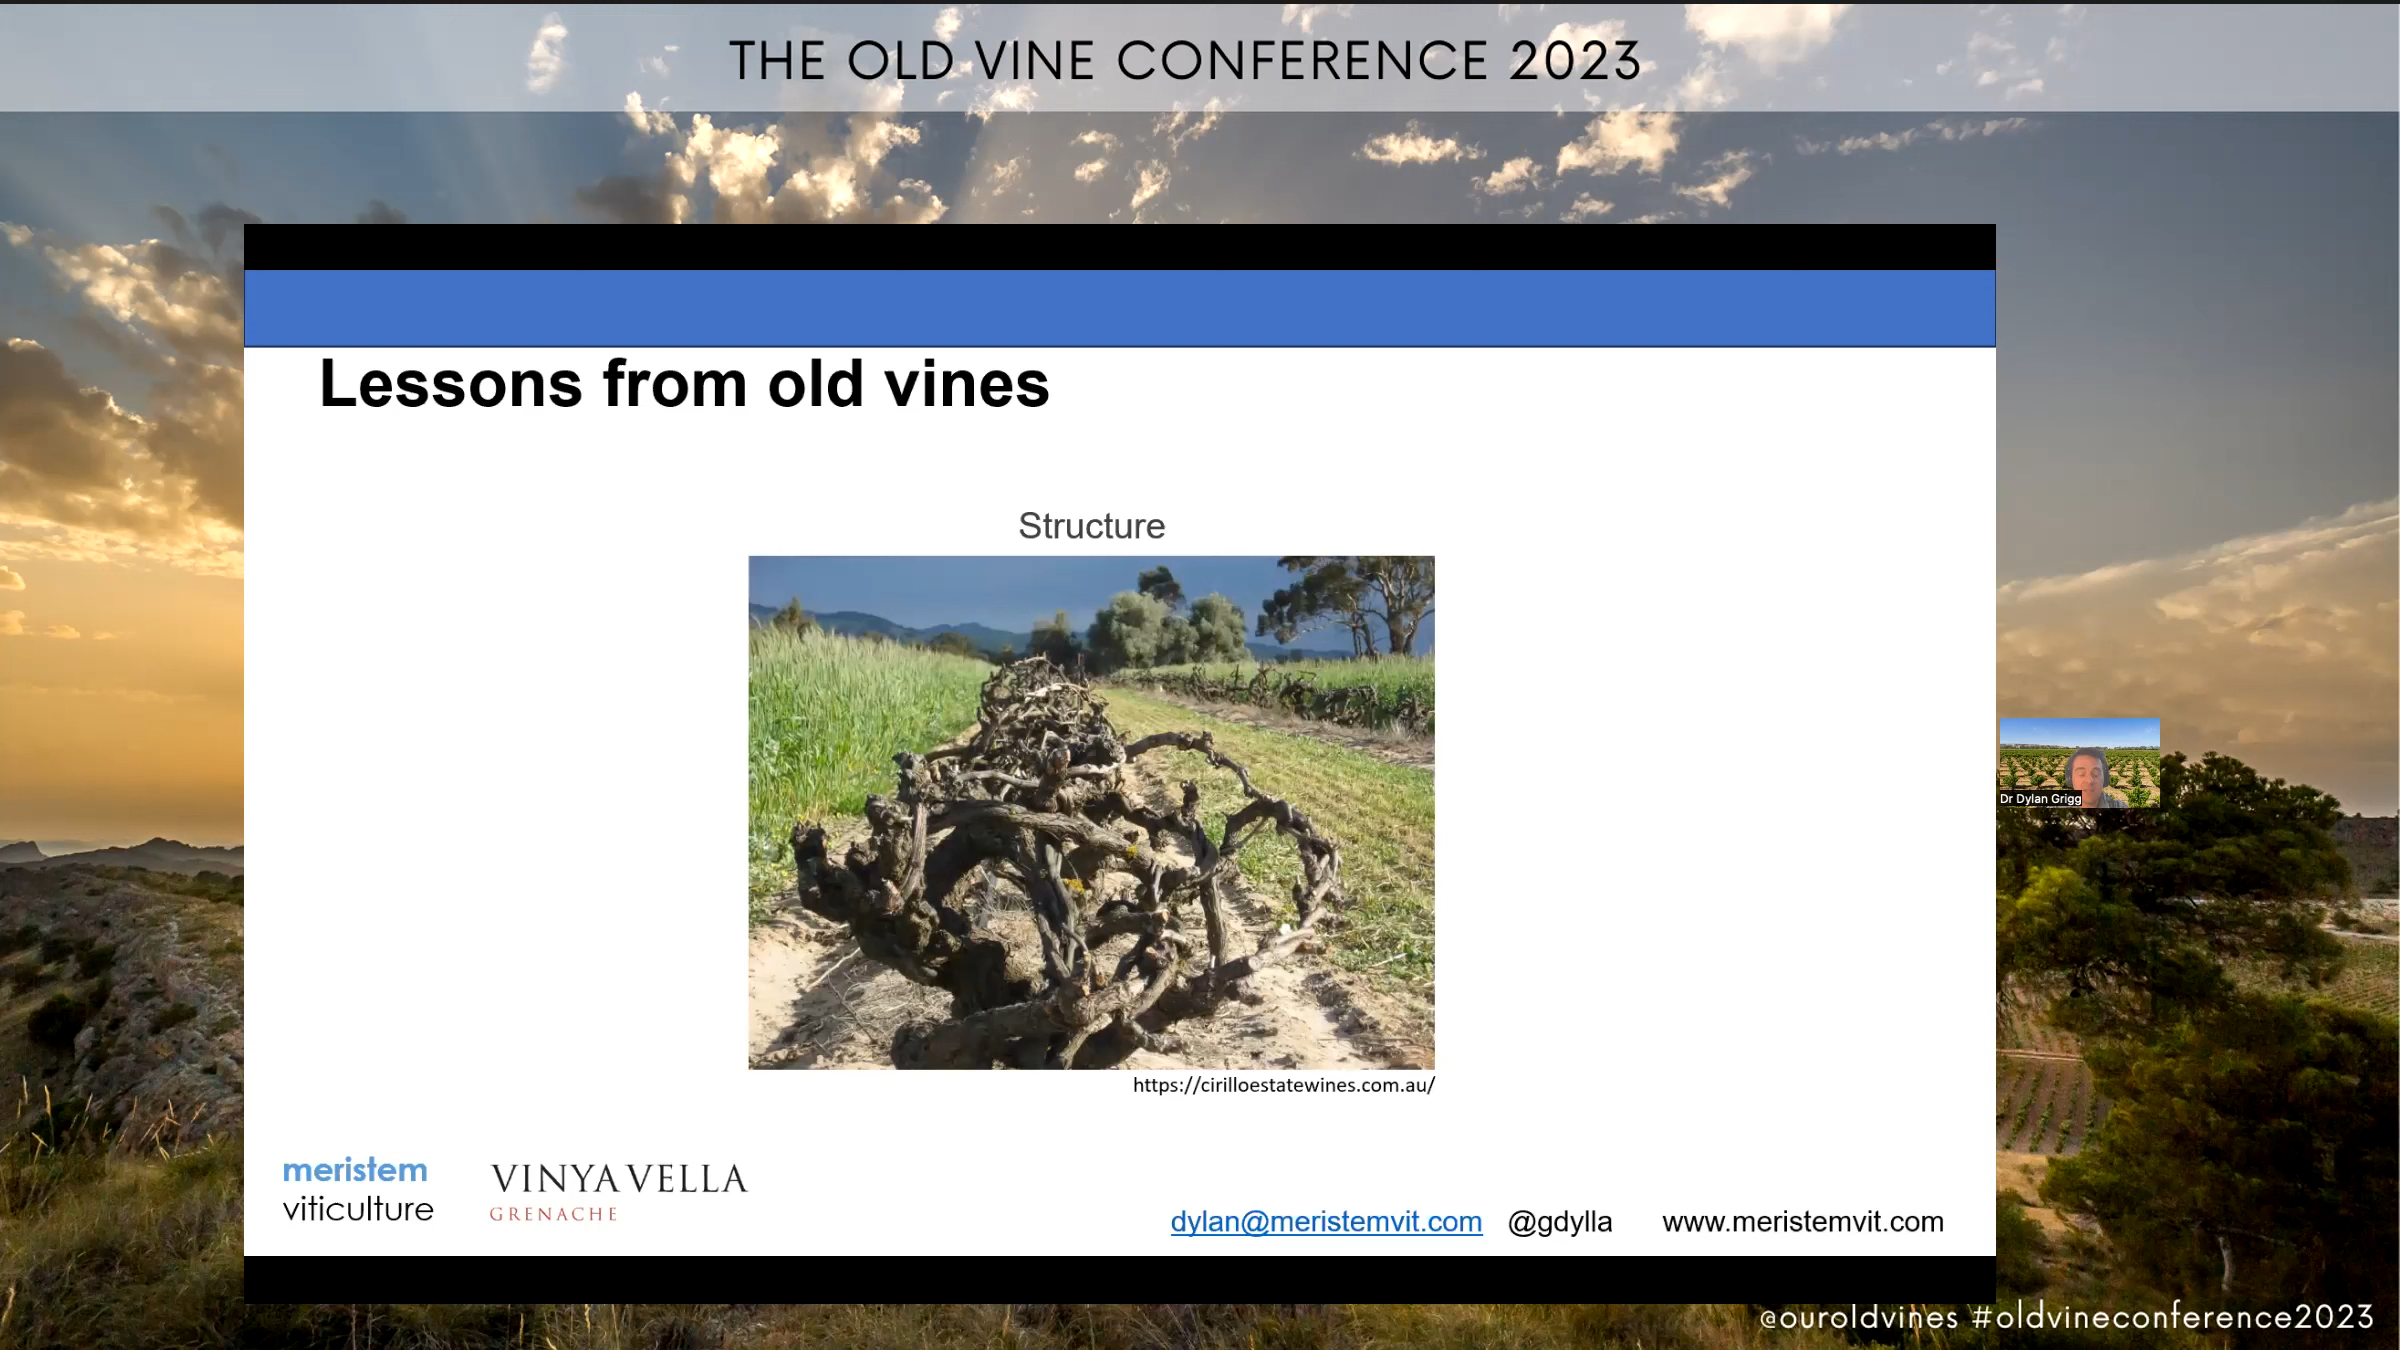 THE OLD VINE CONFERENCE 2023
Lessons from old vines
Structure
https://cirilloestatewines.com.au/
Dr Dylan Grigg
meristem
viticulture
VINYA VELLA
GRENACHE
dylan@meristemvit.com @gdylla www.meristemvit.com
@ouroldvines #oldvineconference2023